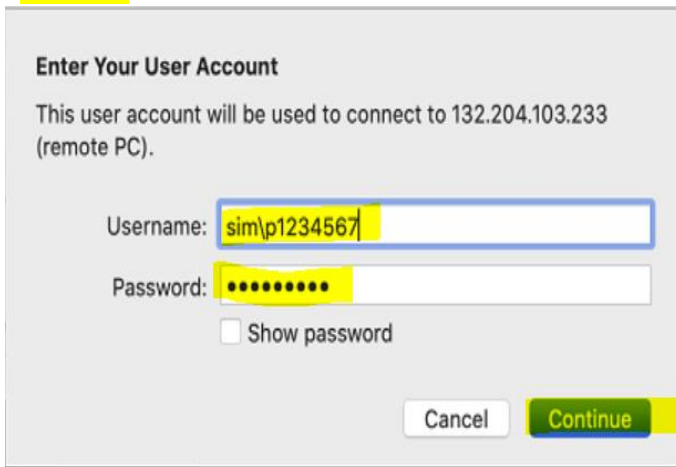 Enter Your User Account
This user account will be used to connect to 132.204.103.233
(remote PC).
Username: sim\p1234567
Password: •••••••••
Show password
Cancel Continue